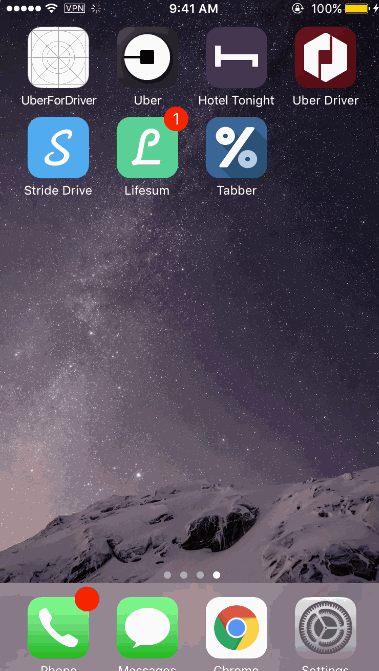 VPN 9:41 AM 100%
UberForDriver Uber Hotel Tonight Uber Driver
1
Stride Drive Lifesum Tabber
Phone Messages Chrome Settings